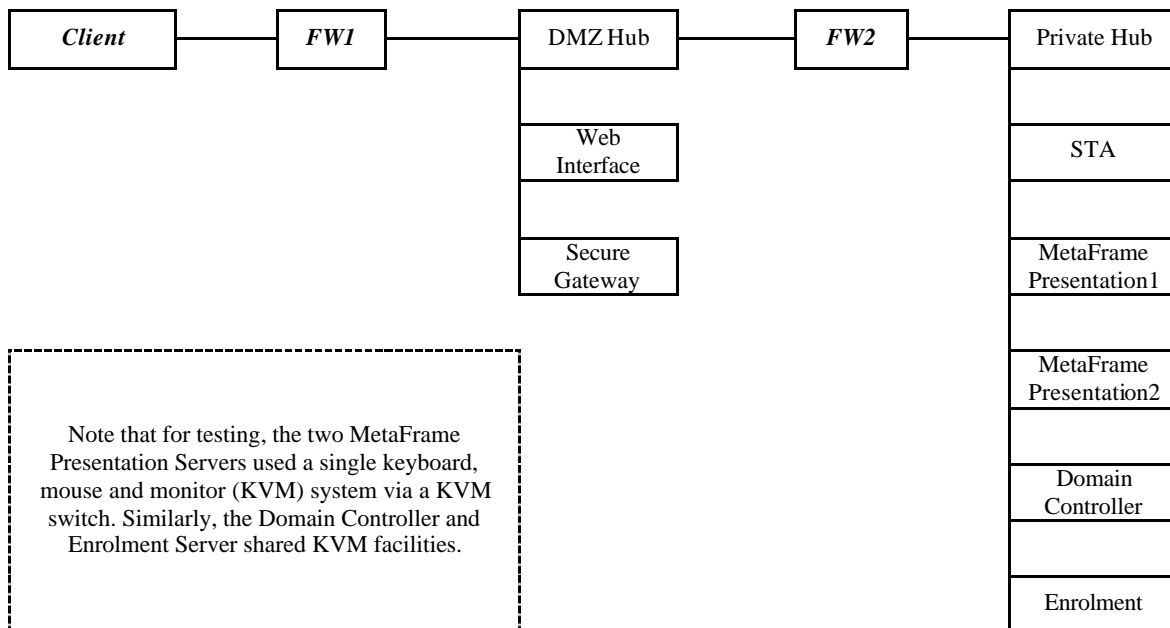 Client
FW1
DMZ Hub
FW2
Private Hub
Web
Interface
STA
Secure
Gateway
MetaFrame
Presentation1
MetaFrame
Presentation2
Note that for testing, the two MetaFrame
Presentation Servers used a single keyboard,
mouse and monitor (KVM) system via a KVM
switch. Similarly, the Domain Controller and
Enrolment Server shared KVM facilities.
Domain
Controller
Enrolment